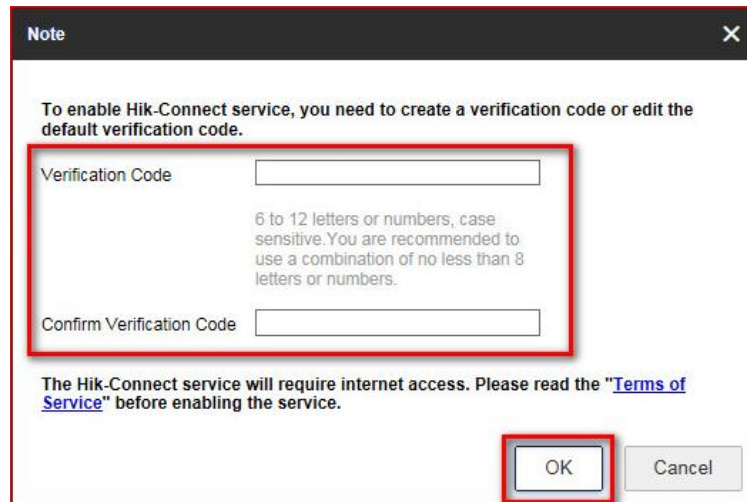 Note
To enable Hik-Connect service, you need to create a verification code or edit the
default verification code.
Verification Code
6 to 12 letters or numbers, case
sensitive.You are recommended to
use a combination of no less than 8
letters or numbers.
Confirm Verification Code
The Hik-Connect service will require internet access. Please read the "Terms of
Service" before enabling the service.
OK Cancel